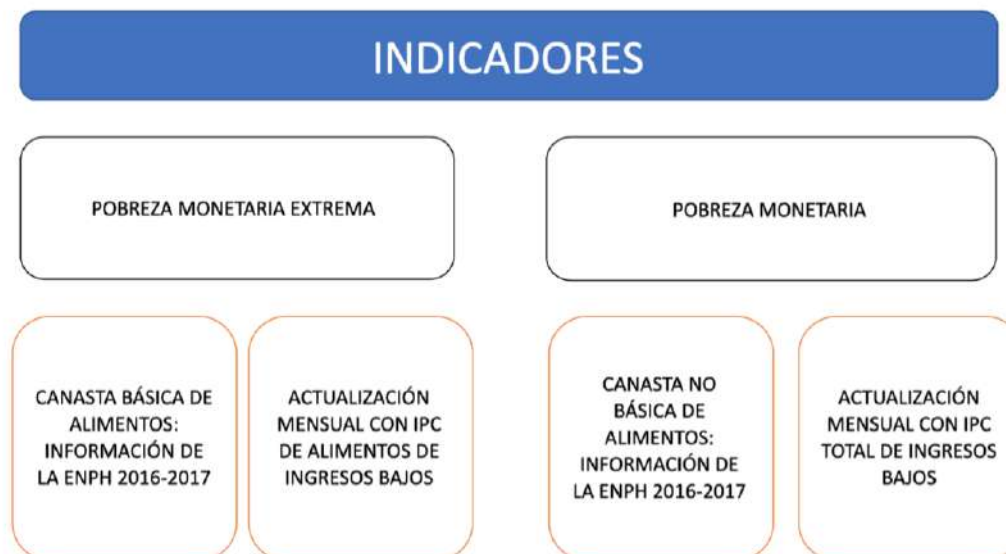 INDICADORES
POBREZA MONETARIA EXTREMA
POBREZA MONETARIA
CANASTA BÁSICA DE
ALIMENTOS:
INFORMACIÓN DE
LA ENPH 2016-2017
ACTUALIZACIÓN
MENSUAL CON IPC
DE ALIMENTOS DE
INGRESOS BAJOS
CANASTA NO
BÁSICA DE
ALIMENTOS:
INFORMACIÓN DE
LA ENPH 2016-2017
ACTUALIZACIÓN
MENSUAL CON IPC
TOTAL DE INGRESOS
BAJOS